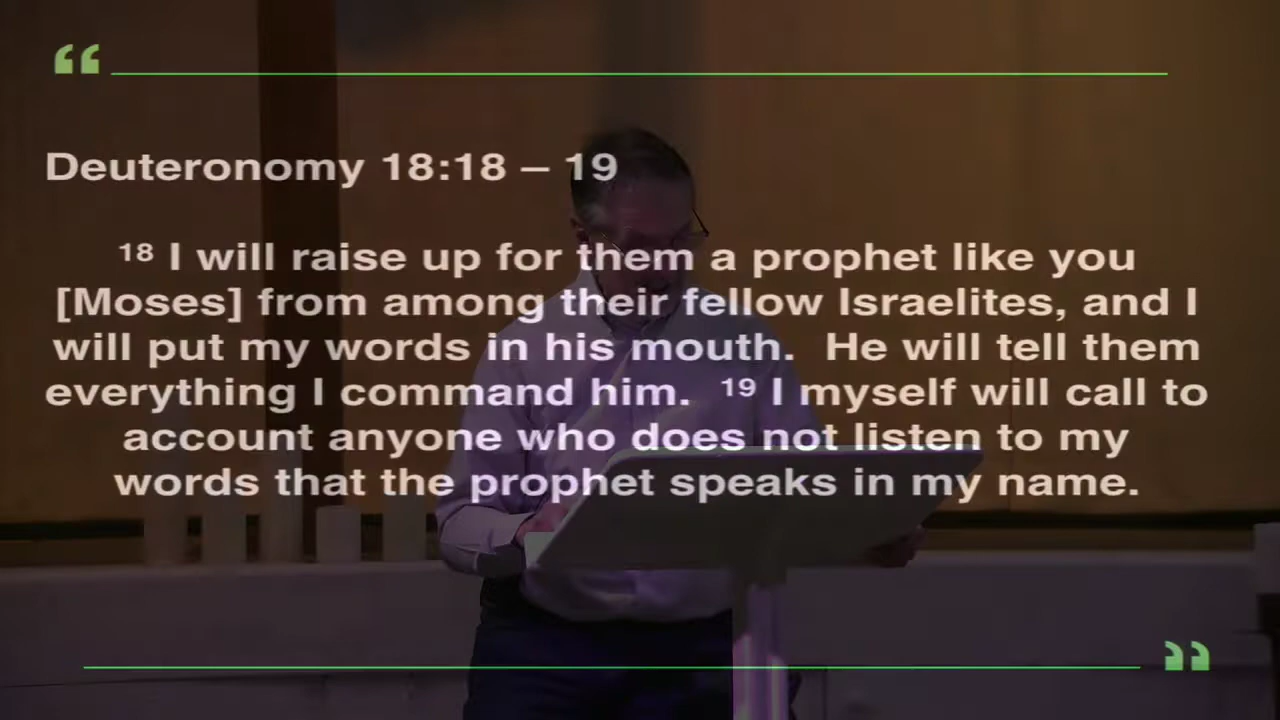 “
Deuteronomy 18:18 – 19
18 I will raise up for them a prophet like you
[Moses] from among their fellow Israelites, and I
will put my words in his mouth. He will tell them
everything I command him. 19 I myself will call to
account anyone who does not listen to my
words that the prophet speaks in my name.
”